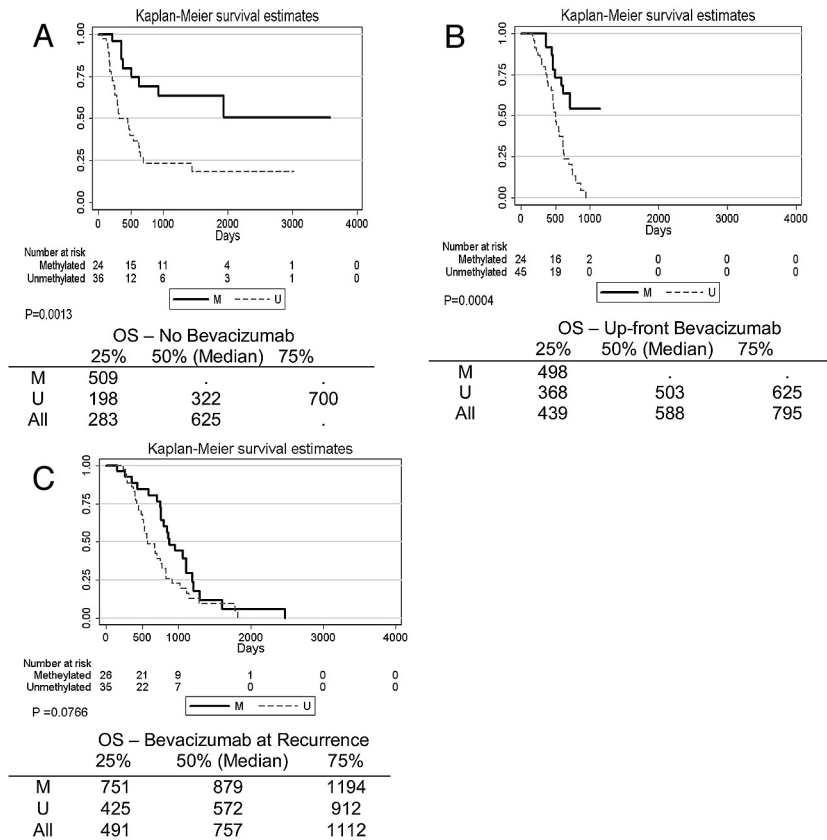 A
Kaplan-Meier survival estimates
1.00
0.75
0.50
0.25
0.00
0 500 1000 2000 3000 4000
Days
Number at risk
Methylated 24 15 11 4 1 0
Unmethylated 36 12 6 3 1 0
M U
P=0.0013
OS – No Bevacizumab
25% 50% (Median) 75%
M 509 . .
U 198 322 700
All 283 625 .
B
Kaplan-Meier survival estimates
1.00
0.75
0.50
0.25
0.00
0 500 1000 2000 3000 4000
Days
Number at risk
Methylated 24 16 2 0 0 0
Unmethylated 45 19 0 0 0 0
M U
P=0.0004
OS – Up-front Bevacizumab
25% 50% (Median) 75%
M 498 . .
U 368 503 625
All 439 588 795
C
Kaplan-Meier survival estimates
1.00
0.75
0.50
0.25
0.00
0 500 1000 2000 3000 4000
Days
Number at risk
Metheylated 26 21 9 1 0 0
Unmethylated 35 22 7 0 0 0
M U
P =0.0766
OS – Bevacizumab at Recurrence
25% 50% (Median) 75%
M 751 879 1194
U 425 572 912
All 491 757 1112